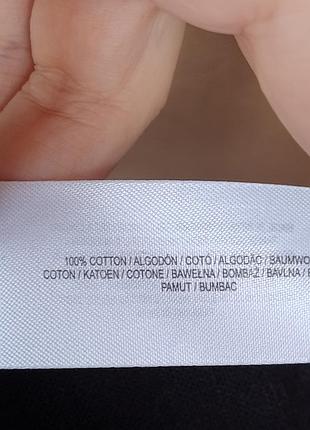 100% COTTON / ALGODÓN / COTÓ / ALGODÃO / BAUMWO
COTON / KATOEN / COTONE / BAWEŁNA / BOMBAŽ / BAVLNA /
PAMUT / BUMBAC